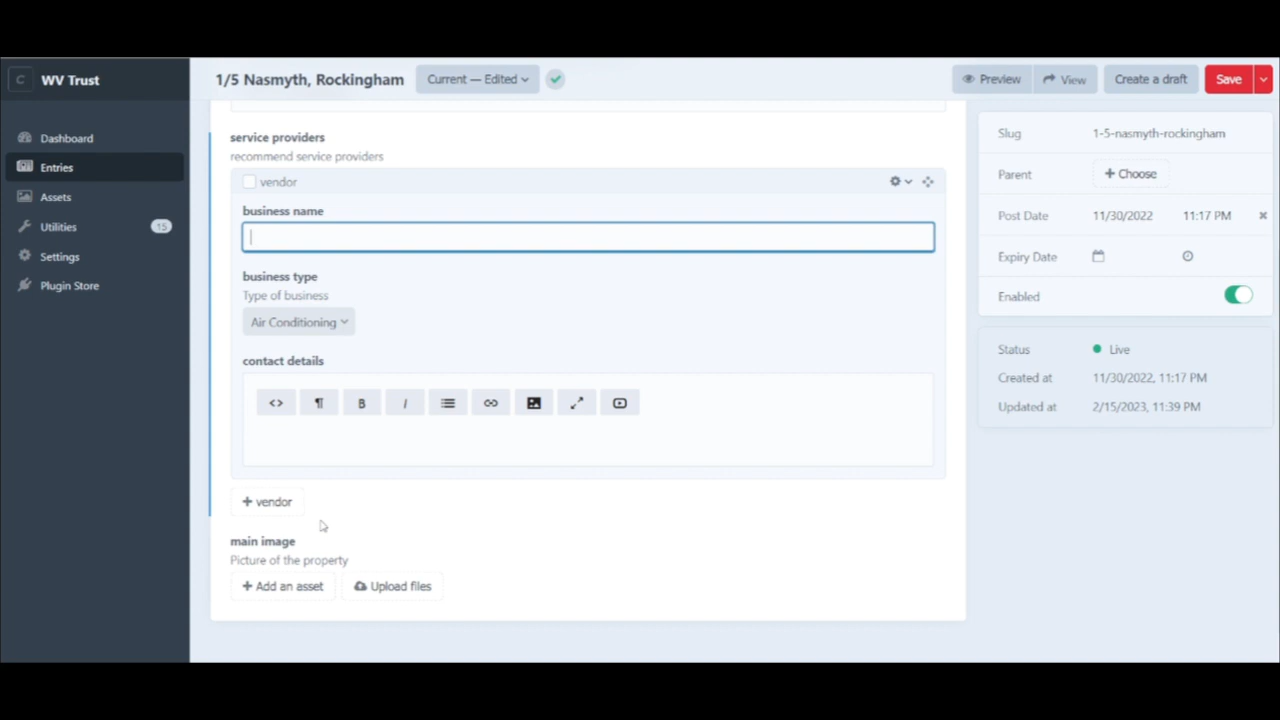 C WV Trust
Dashboard
Entries
Assets
Utilities 15
Settings
Plugin Store
1/5 Nasmyth, Rockingham Current — Edited
Preview View Create a draft Save
service providers
recommend service providers
vendor
business name
business type
Type of business
Air Conditioning
contact details
<> ¶ B I
+ vendor
main image
Picture of the property
+ Add an asset Upload files
Slug 1-5-nasmyth-rockingham
Parent + Choose
Post Date 11/30/2022 11:17 PM
Expiry Date
Enabled
Status Live
Created at 11/30/2022, 11:17 PM
Updated at 2/15/2023, 11:39 PM